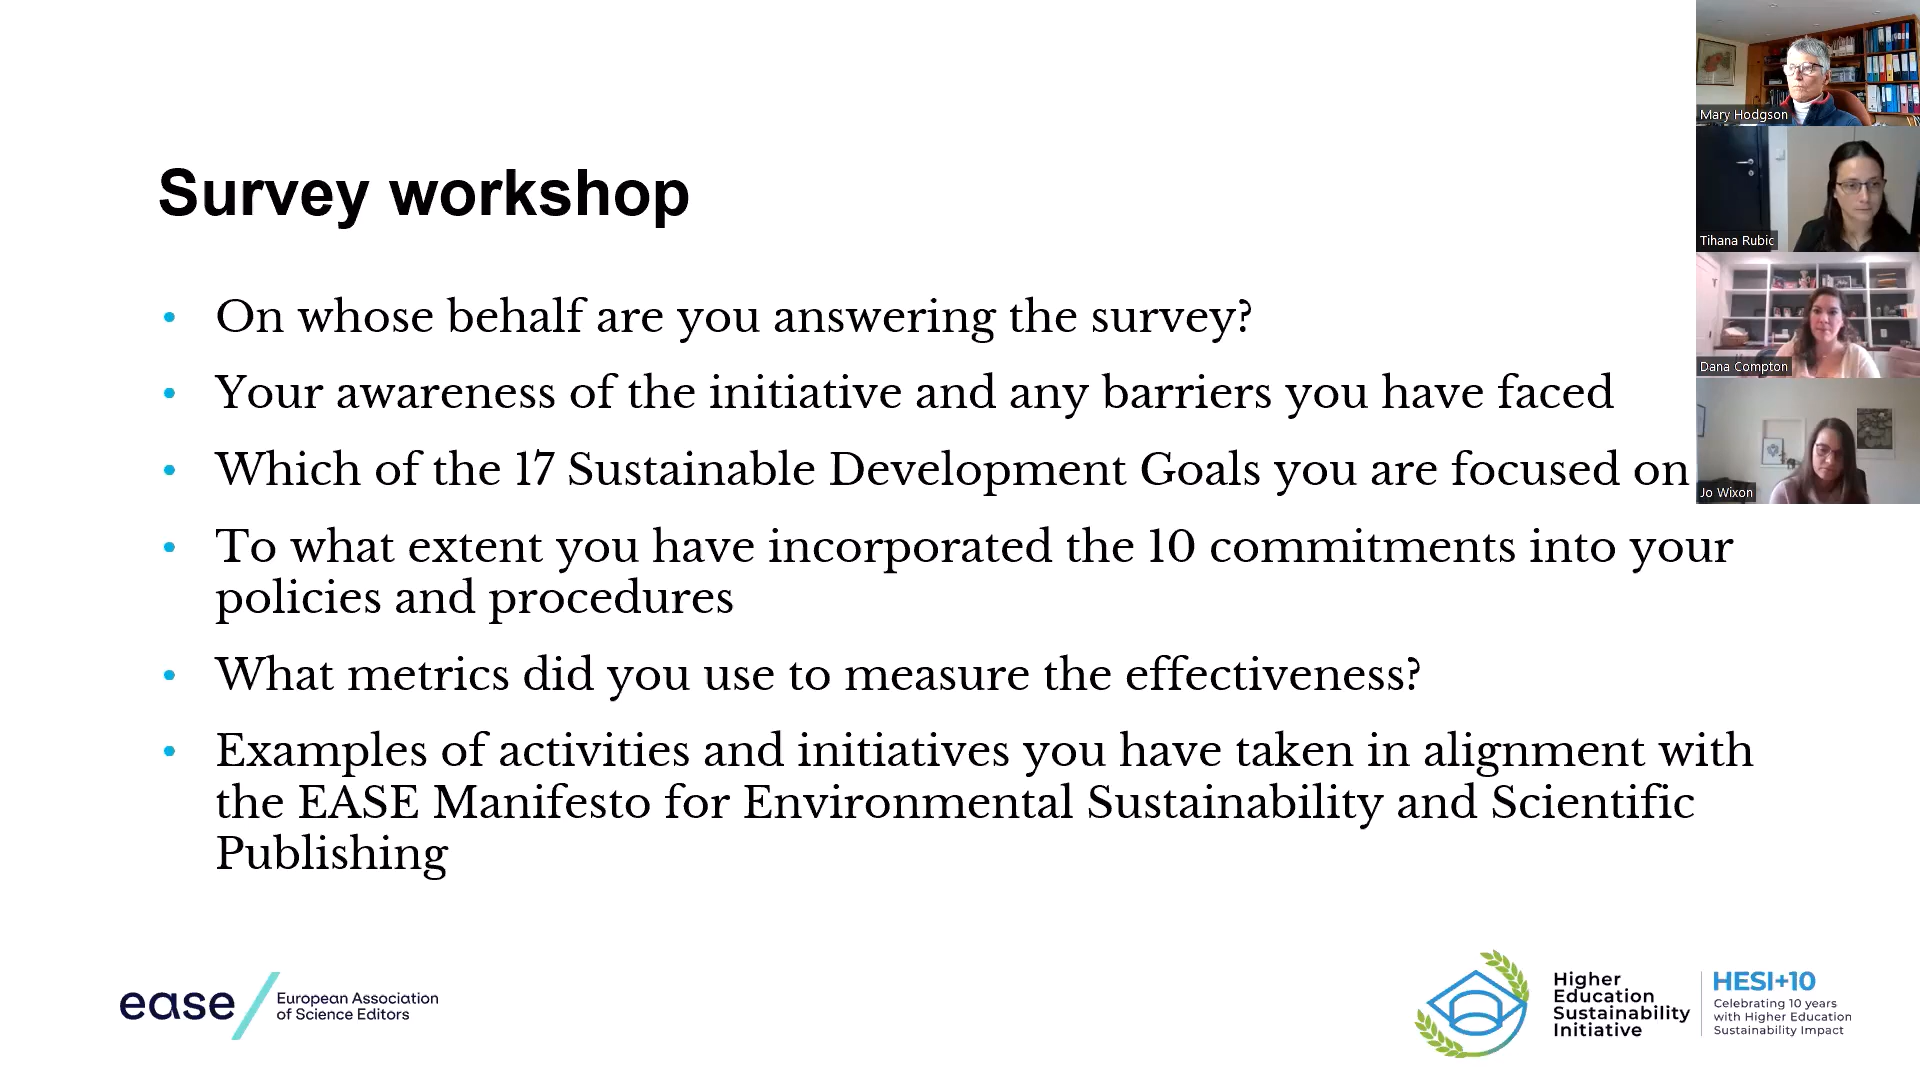 Survey workshop
On whose behalf are you answering the survey?
Your awareness of the initiative and any barriers you have faced
Which of the 17 Sustainable Development Goals you are focused on
To what extent you have incorporated the 10 commitments into your
policies and procedures
What metrics did you use to measure the effectiveness?
Examples of activities and initiatives you have taken in alignment with
the EASE Manifesto for Environmental Sustainability and Scientific
Publishing
Mary Hodgson
Tihana Rubic
Dana Compton
Jo Wixon
ease
European Association
of Science Editors
Higher
Education
Sustainability
Initiative
HESI+10
Celebrating 10 years
with Higher Education
Sustainability Impact